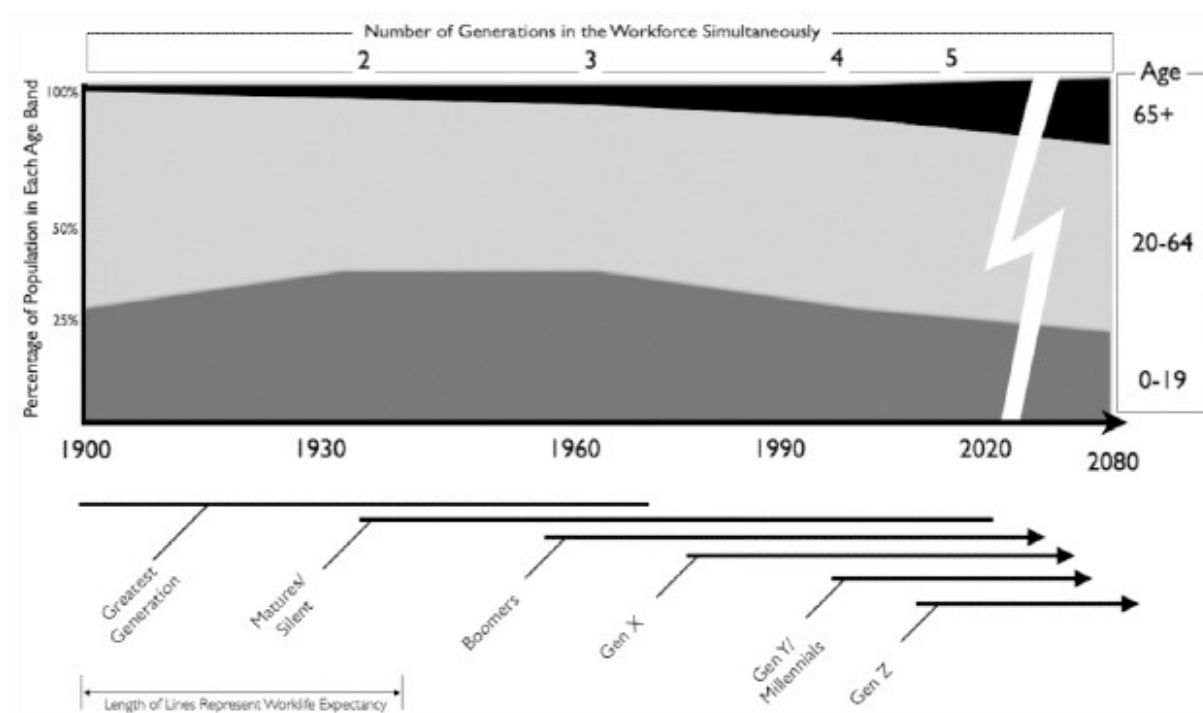 Number of Generations in the Workforce Simultaneously
2 3 4 5
Age
100%
65+
Percentage of Population in Each Age Band
50%
20-64
25%
0-19
1900 1930 1960 1990 2020 2080
Greatest
Generation
Matures/
Silent
Boomers
Gen X
Gen Y/
Millennials
Gen Z
Length of Lines Represent Worklife Expectancy